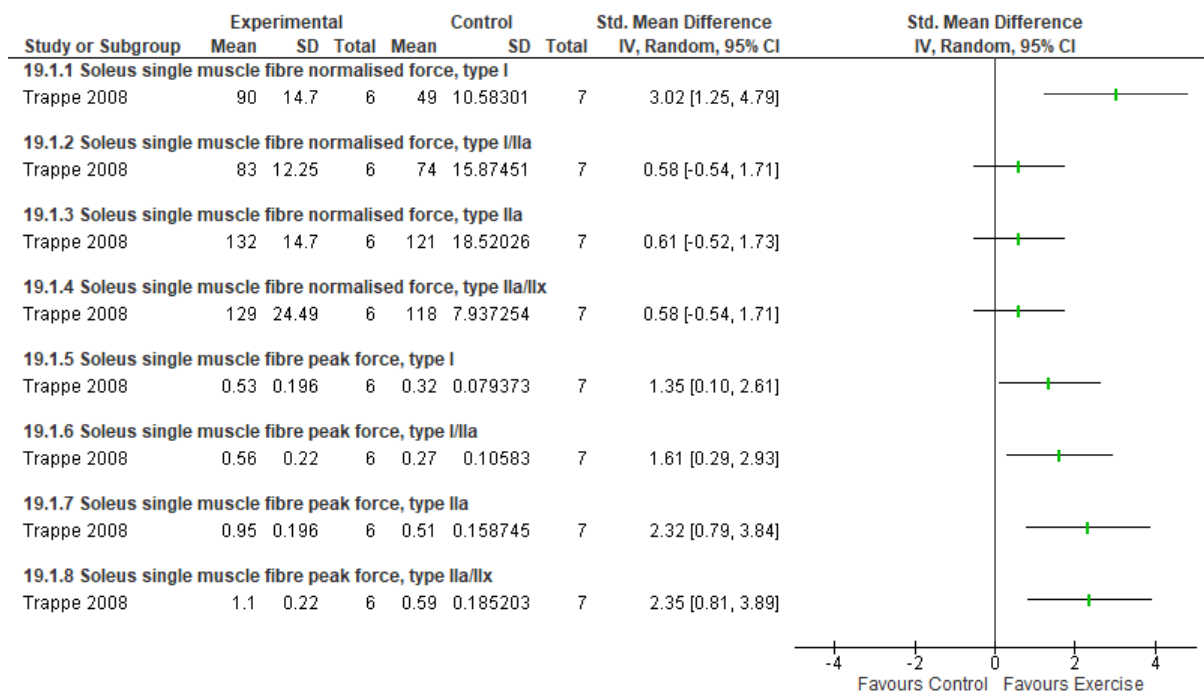 Experimental Control Std. Mean Difference Std. Mean Difference
Study or Subgroup Mean SD Total Mean SD Total IV, Random, 95% CI IV, Random, 95% CI
19.1.1 Soleus single muscle fibre normalised force, type I
Trappe 2008 90 14.7 6 49 10.58301 7 3.02 [1.25, 4.79]
19.1.2 Soleus single muscle fibre normalised force, type I/IIa
Trappe 2008 83 12.25 6 74 15.87451 7 0.58 [-0.54, 1.71]
19.1.3 Soleus single muscle fibre normalised force, type IIa
Trappe 2008 132 14.7 6 121 18.52026 7 0.61 [-0.52, 1.73]
19.1.4 Soleus single muscle fibre normalised force, type IIa/IIx
Trappe 2008 129 24.49 6 118 7.937254 7 0.58 [-0.54, 1.71]
19.1.5 Soleus single muscle fibre peak force, type I
Trappe 2008 0.53 0.196 6 0.32 0.079373 7 1.35 [0.10, 2.61]
19.1.6 Soleus single muscle fibre peak force, type I/IIa
Trappe 2008 0.56 0.22 6 0.27 0.10583 7 1.61 [0.29, 2.93]
19.1.7 Soleus single muscle fibre peak force, type IIa
Trappe 2008 0.95 0.196 6 0.51 0.158745 7 2.32 [0.79, 3.84]
19.1.8 Soleus single muscle fibre peak force, type IIa/IIx
Trappe 2008 1.1 0.22 6 0.59 0.185203 7 2.35 [0.81, 3.89]
-4 -2 0 2 4
Favours Control Favours Exercise